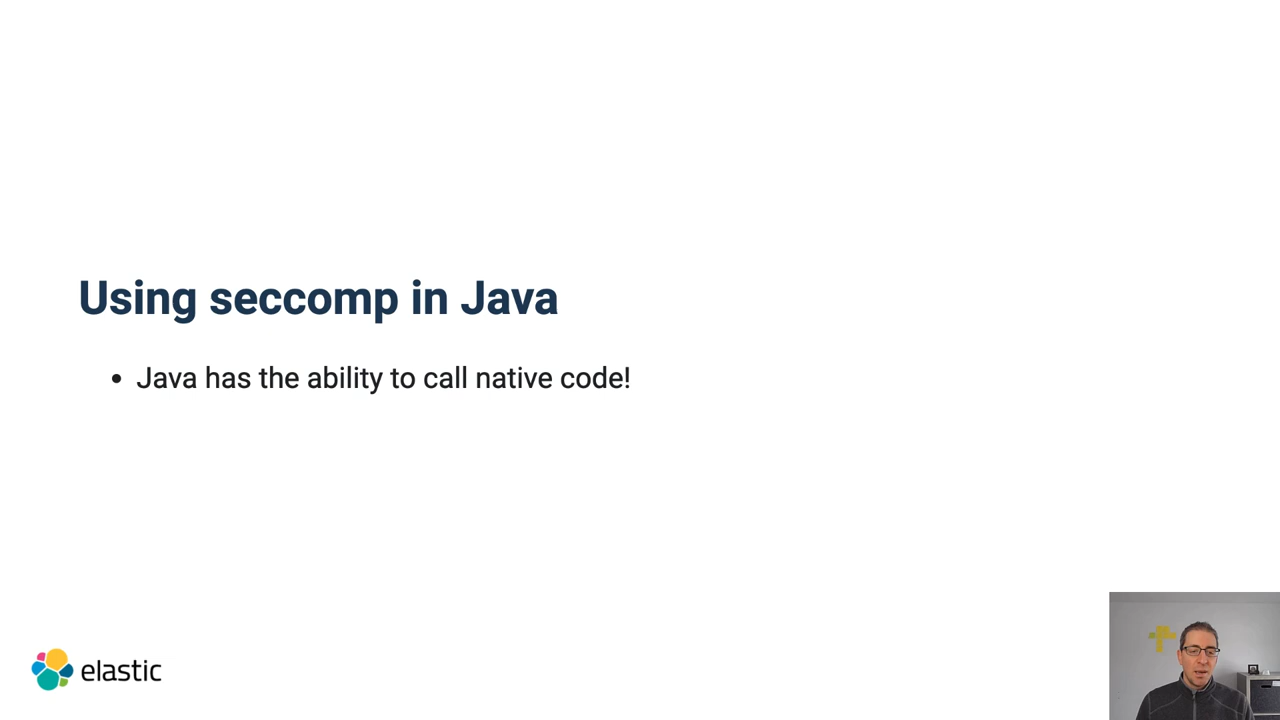 Using seccomp in Java
• Java has the ability to call native code!
elastic